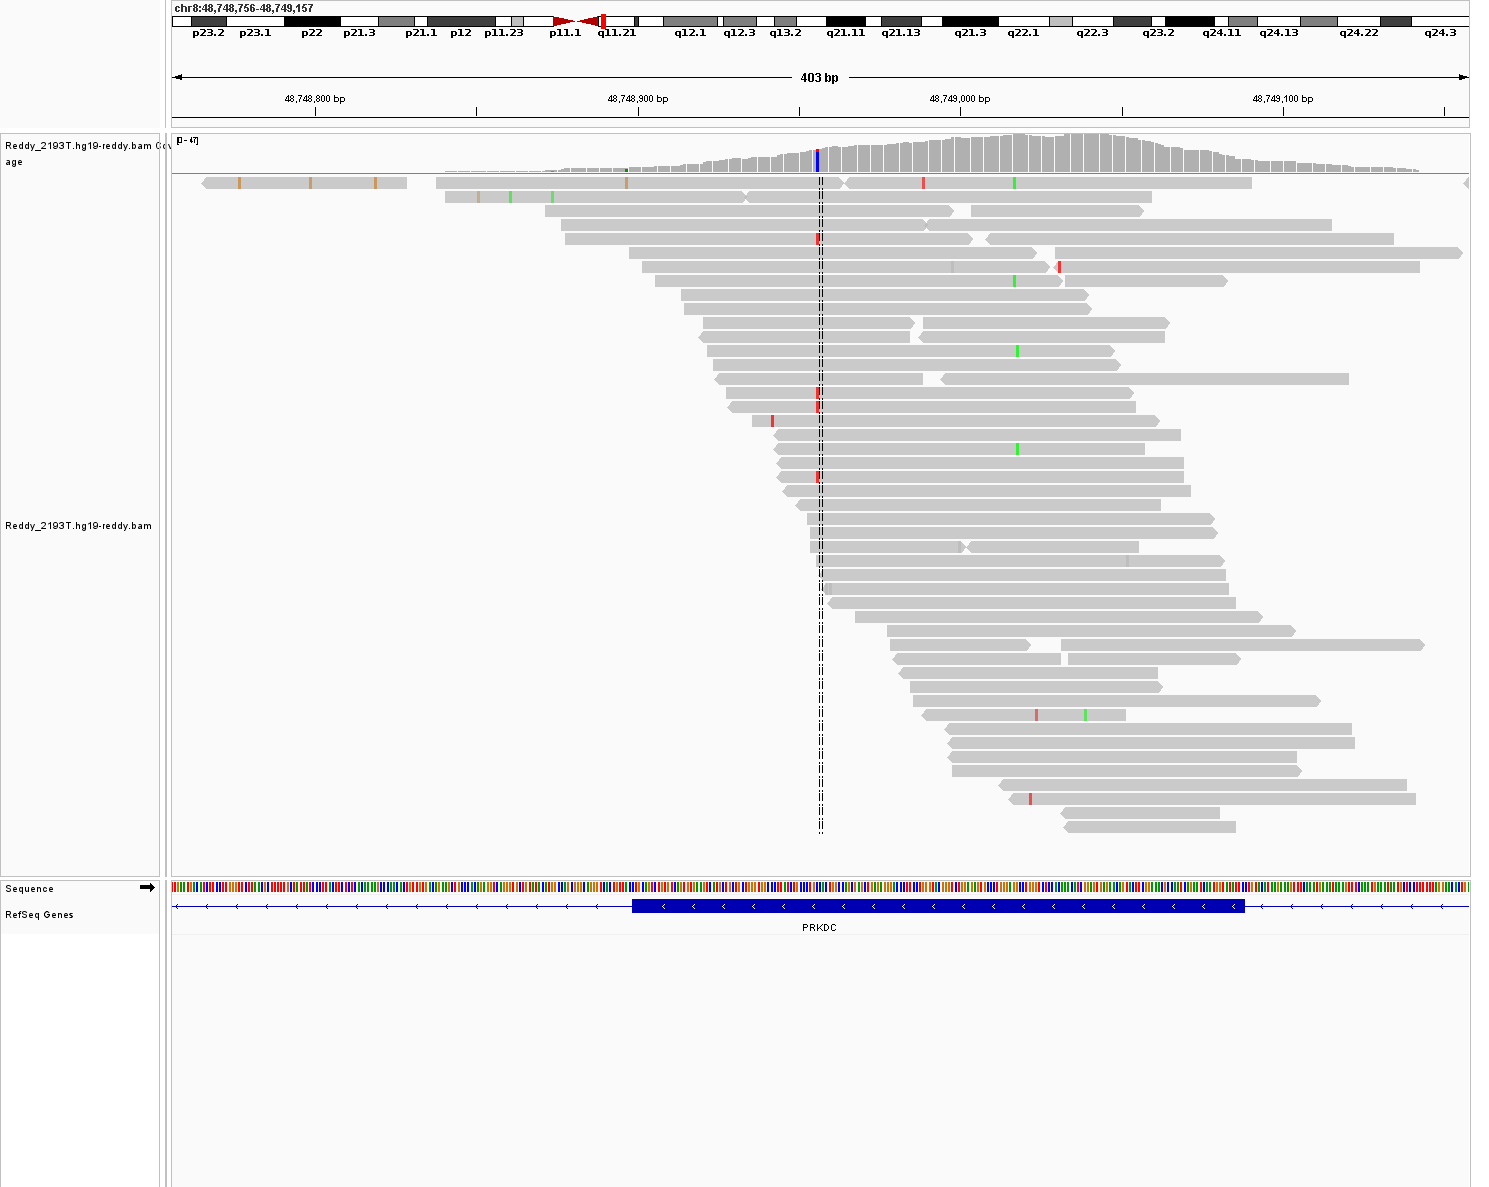 chr8:48,748,756-48,749,157
p23.2 p23.1 p22 p21.3 p21.1 p12 p11.23 p11.1 q11.21 q12.1 q12.3 q13.2 q21.11 q21.13 q21.3 q22.1 q22.3 q23.2 q24.11 q24.13 q24.22 q24.3
403 bp
48,748,800 bp 48,748,900 bp 48,749,000 bp 48,749,100 bp
Reddy_2193T.hg19-reddy.bam Cov
age
[0 - 47]
Reddy_2193T.hg19-reddy.bam
Sequence
RefSeq Genes
PRKDC